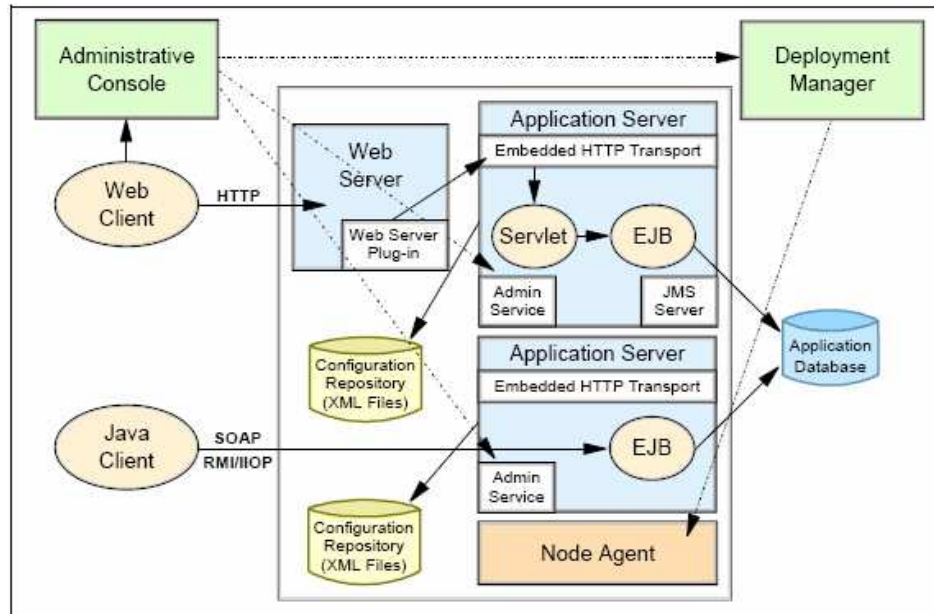 Administrative
Console
Deployment
Manager
Web
Client
HTTP
Web
Server
Web Server
Plug-in
Application Server
Embedded HTTP Transport
Servlet
EJB
Admin
Service
JMS
Server
Configuration
Repository
(XML Files)
Application
Database
Application Server
Embedded HTTP Transport
Java
Client
SOAP
RMI/IIOP
EJB
Admin
Service
Configuration
Repository
(XML Files)
Node Agent